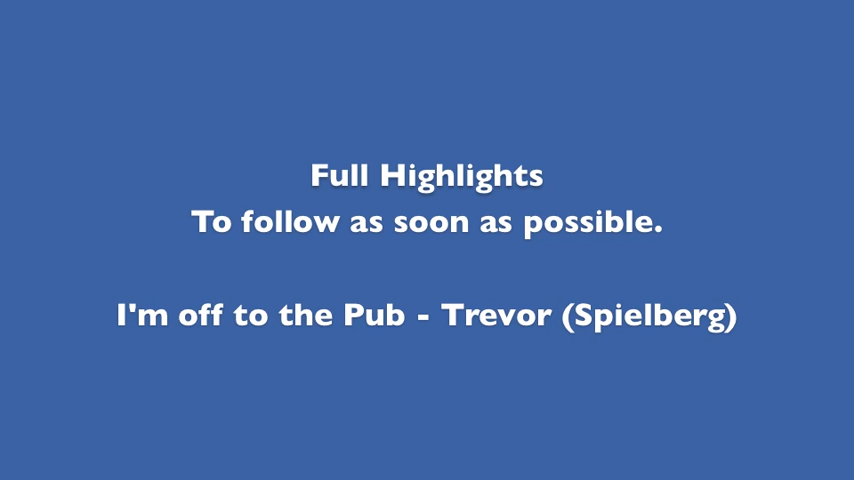 Full Highlights
To follow as soon as possible.
I'm off to the Pub - Trevor (Spielberg)